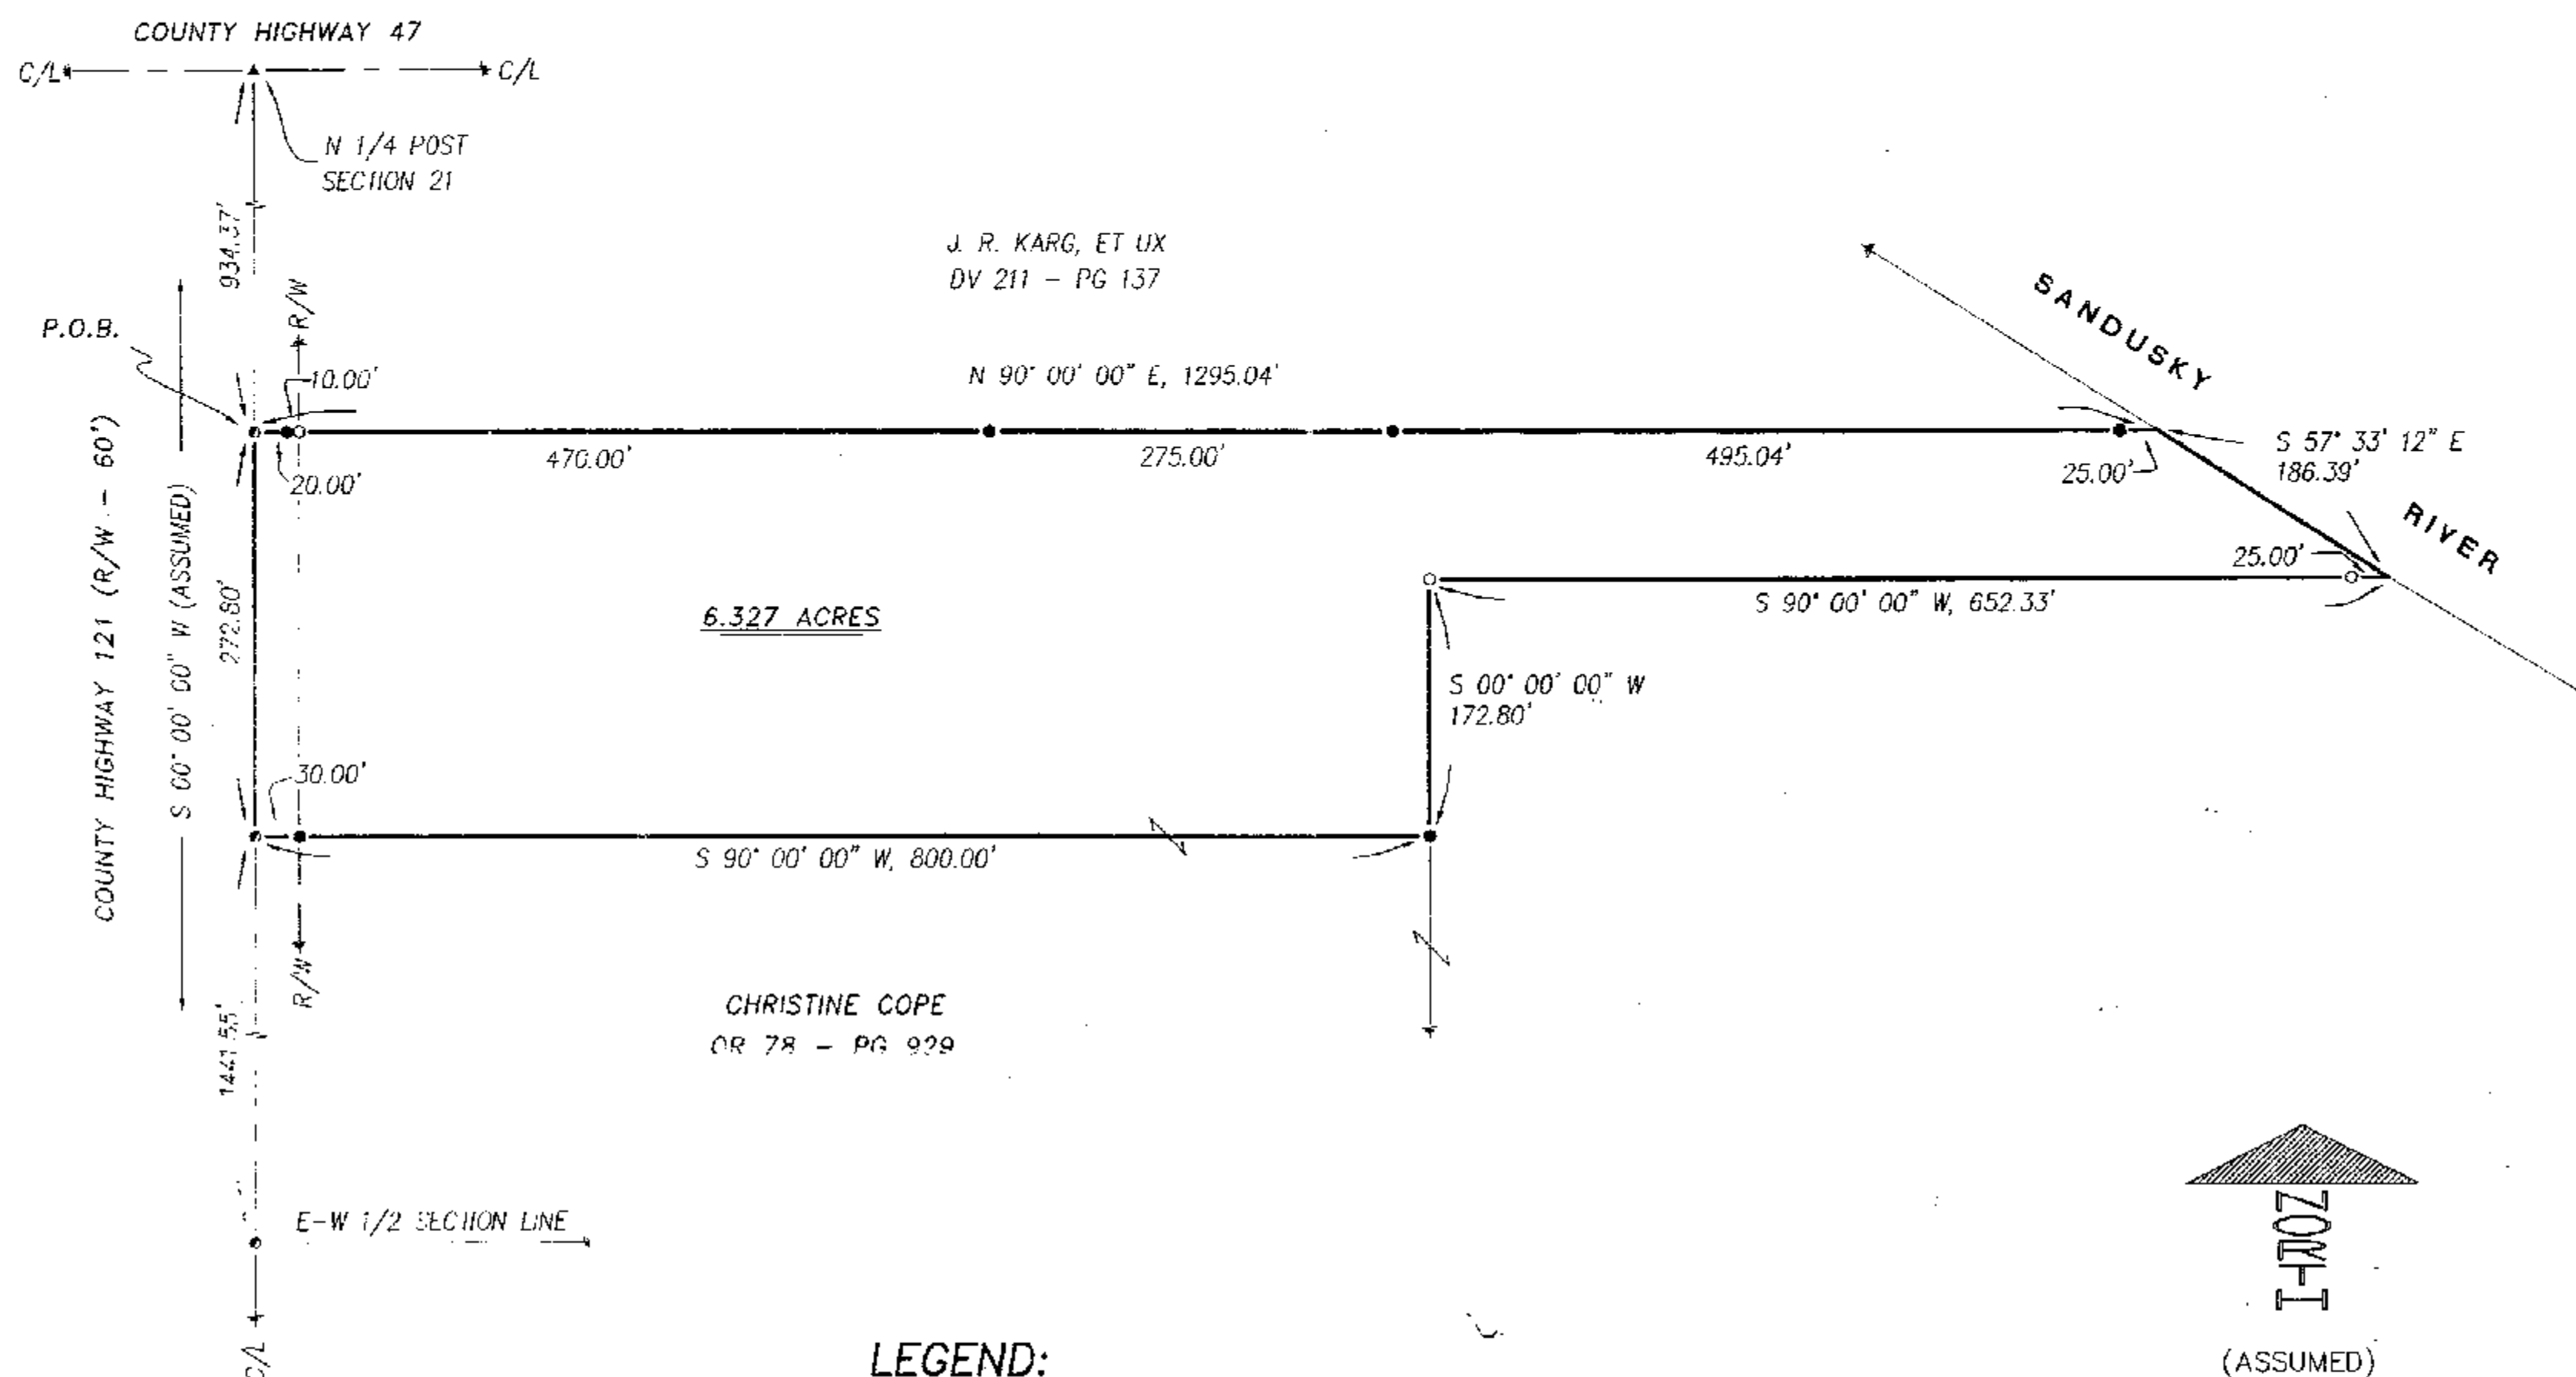 COUNTY HIGHWAY 47
C/L
C/L
N 1/4 POST
SECTION 21
934.37'
J. R. KARG, ET UX
DV 211 - PG 137
SANDUSKY
RIVER
P.O.B.
R/W
10.00'
N 90° 00' 00" E, 1295.04'
20.00'
470.00'
275.00'
495.04'
25.00'
S 57° 33' 12" E
186.39'
25.00'
COUNTY HIGHWAY 121 (R/W - 60')
S 00° 00' 00" W (ASSUMED)
272.80'
6.327 ACRES
S 90° 00' 00" W, 652.33'
S 00° 00' 00" W
172.80'
30.00'
S 90° 00' 00" W, 800.00'
R/W
CHRISTINE COPE
OR 78 - PG 929
1441.55'
E-W 1/2 SECTION LINE
C/L
LEGEND:
NORTH
(ASSUMED)